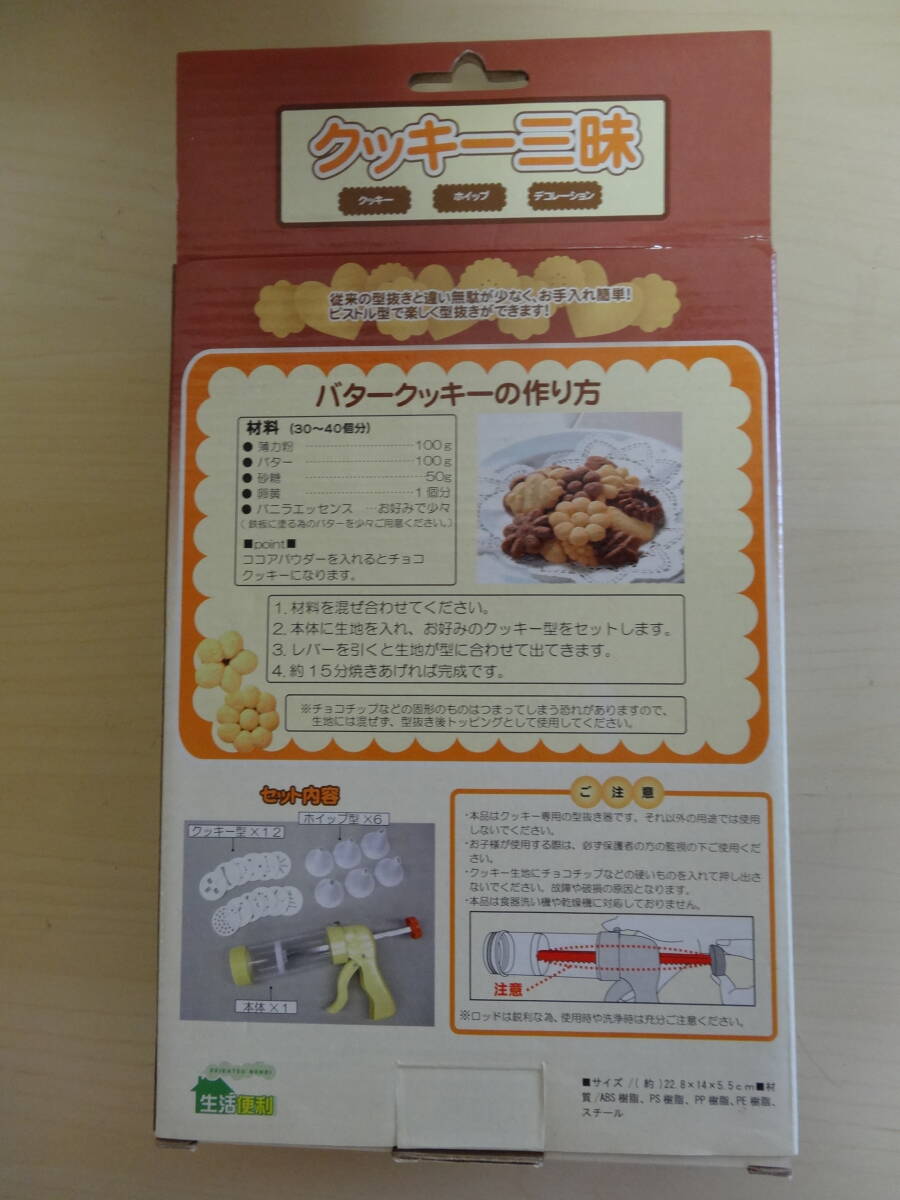 クッキー三昧
クッキー ホイップ デコレーション
従来の型抜きと違い無駄が少なく、お手入れ簡単!
ピストル型で楽しく型抜きができます!
バタークッキーの作り方
材料 (30〜40個分)
● 薄力粉 ……… 100g
● バター ……… 100g
● 砂糖 ……… 50g
● 卵黄 ……… 1個分
● バニラエッセンス …お好みで少々
(鉄板に塗る為のバターを少々ご用意ください。)
■point■
ココアパウダーを入れるとチョコ
クッキーになります。
1. 材料を混ぜ合わせてください。
2. 本体に生地を入れ、お好みのクッキー型をセットします。
3. レバーを引くと生地が型に合わせて出てきます。
4. 約15分焼きあげれば完成です。
※チョコチップなどの固形のものはつまってしまう恐れがありますので、
生地には混ぜず、型抜き後トッピングとして使用してください。
セット内容
クッキー型×12
ホイップ型×6
本体×1
ご注意
・本品はクッキー専用の型抜き器です。それ以外の用途では使用
しないでください。
・お子様が使用する際は、必ず保護者の方の監視の下ご使用くだ
さい。
・クッキー生地にチョコチップなどの硬いものを入れて押し出さ
ないでください。故障や破損の原因となります。
・本品は食器洗い機や乾燥機に対応しておりません。
注意
※ロッドは鋭利な為、使用時や洗浄時は充分ご注意ください。
SEIKATSU BENRI
生活便利
■サイズ/(約)22.8×14×5.5cm■材
質/ABS樹脂、PS樹脂、PP樹脂、PE樹脂、
スチール